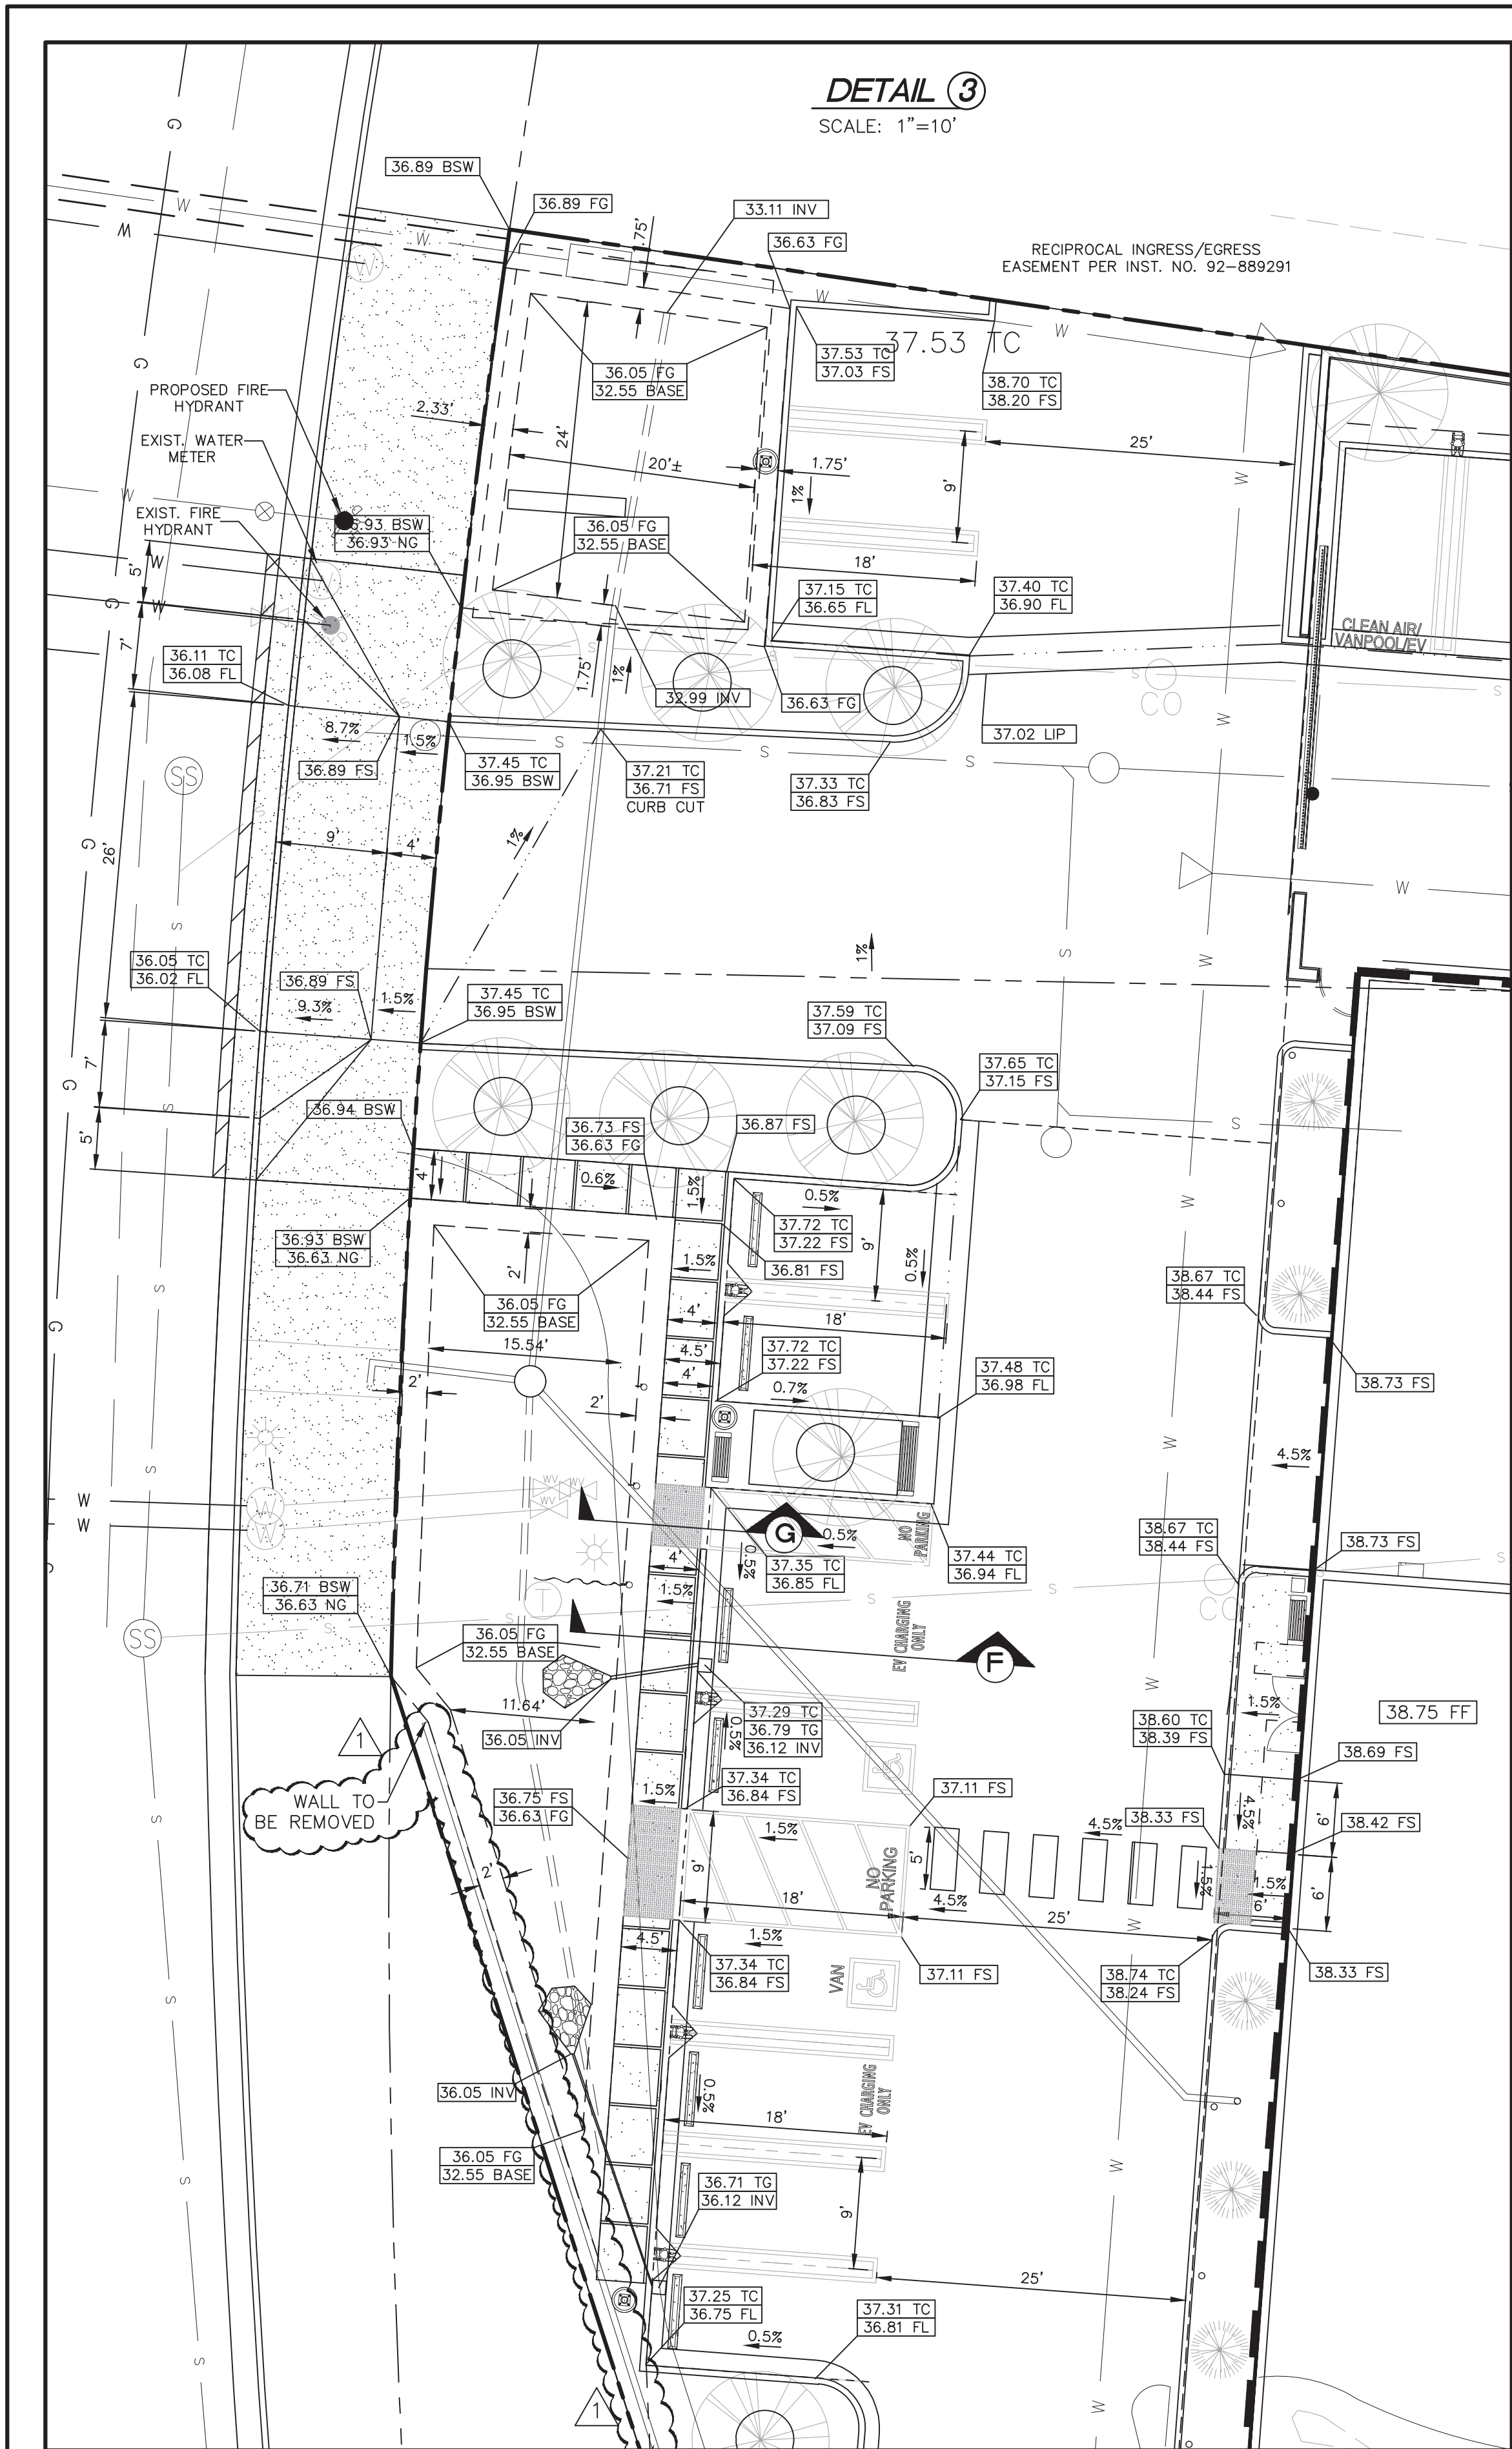 DETAIL 3
SCALE: 1"=10'
36.89 BSW
36.89 FG
33.11 INV
.75'
36.63 FG
RECIPROCAL INGRESS/EGRESS
EASEMENT PER INST. NO. 92-889291
37.53 TC
37.53 TC
37.03 FS
38.70 TC
38.20 FS
36.05 FG
32.55 BASE
PROPOSED FIRE
HYDRANT
2.33'
24'
20'±
1.75'
1%
9'
25'
EXIST. WATER
METER
EXIST. FIRE
HYDRANT
36.93 NG
36.05 FG
32.55 BASE
18'
37.15 TC
36.65 FL
37.40 TC
36.90 FL
CLEAN AIR/
VANPOOL/EV
5'
7'
36.11 TC
36.08 FL
1.75'
1%
32.99 INV
36.63 FG
CO
37.02 LIP
8.7%
1.5%
36.89 FS
37.45 TC
36.95 BSW
37.21 TC
36.71 FS
CURB CUT
37.33 TC
36.83 FS
SS
26'
9'
4'
1%
1%
36.05 TC
36.02 FL
36.89 FS
9.3%
1.5%
37.45 TC
36.95 BSW
37.59 TC
37.09 FS
37.65 TC
37.15 FS
7'
5'
36.94 BSW
36.73 FS
36.63 FG
36.87 FS
4'
0.6%
1.5%
0.5%
37.72 TC
37.22 FS
9'
0.5%
36.93 BSW
36.63 NG
2'
1.5%
36.81 FS
38.67 TC
38.44 FS
36.05 FG
32.55 BASE
4'
18'
15.54'
4.5'
4'
37.72 TC
37.22 FS
37.48 TC
36.98 FL
38.73 FS
2'
2'
0.7%
4.5%
WV
WV
WV
W
W
G
0.5%
0.5%
NO
PARKING
38.67 TC
38.44 FS
38.73 FS
4'
37.35 TC
36.85 FL
37.44 TC
36.94 FL
36.71 BSW
36.63 NG
1.5%
T
CO
SS
36.05 FG
32.55 BASE
EV CHARGING
ONLY
F
11.64'
36.05 INV
0.5%
37.29 TC
36.79 TG
36.12 INV
38.60 TC
38.39 FS
1.5%
38.75 FF
1
WALL TO
BE REMOVED
36.75 FS
36.63 FG
1.5%
37.34 TC
36.84 FS
37.11 FS
38.69 FS
38.33 FS
4.5%
9'
38.42 FS
1.5%
9'
NO
PARKING
5'
4.5%
4.5%
1.5%
1.5%
9'
9'
2'
18'
25'
4.5'
1.5%
37.34 TC
36.84 FS
VAN
37.11 FS
38.74 TC
38.24 FS
38.33 FS
36.05 INV
0.5%
EV CHARGING
ONLY
18'
36.05 FG
32.55 BASE
36.71 TG
36.12 INV
9'
25'
37.25 TC
36.75 FL
0.5%
37.31 TC
36.81 FL
1